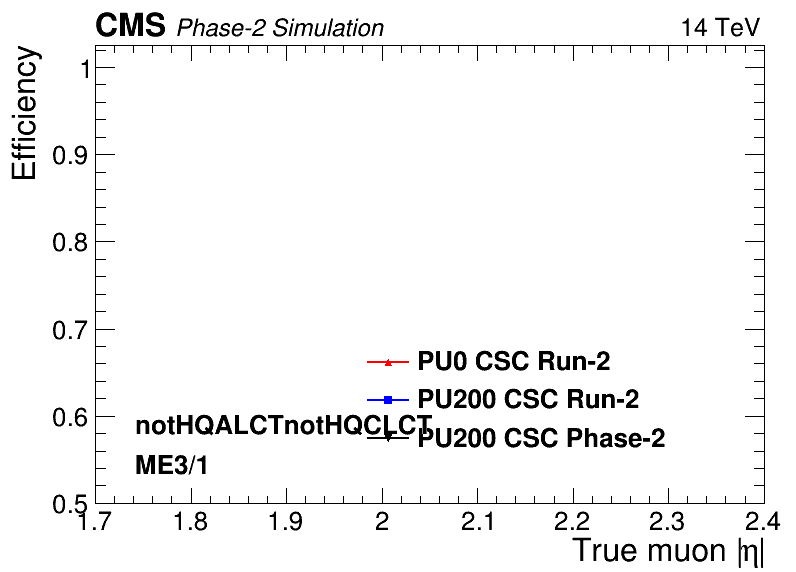 CMS Phase-2 Simulation 14 TeV
Efficiency
1
0.9
0.8
0.7
0.6
0.5
PU0 CSC Run-2
PU200 CSC Run-2
PU200 CSC Phase-2
notHQALCTnotHQCLCT
ME3/1
1.7 1.8 1.9 2 2.1 2.2 2.3 2.4
True muon |η|